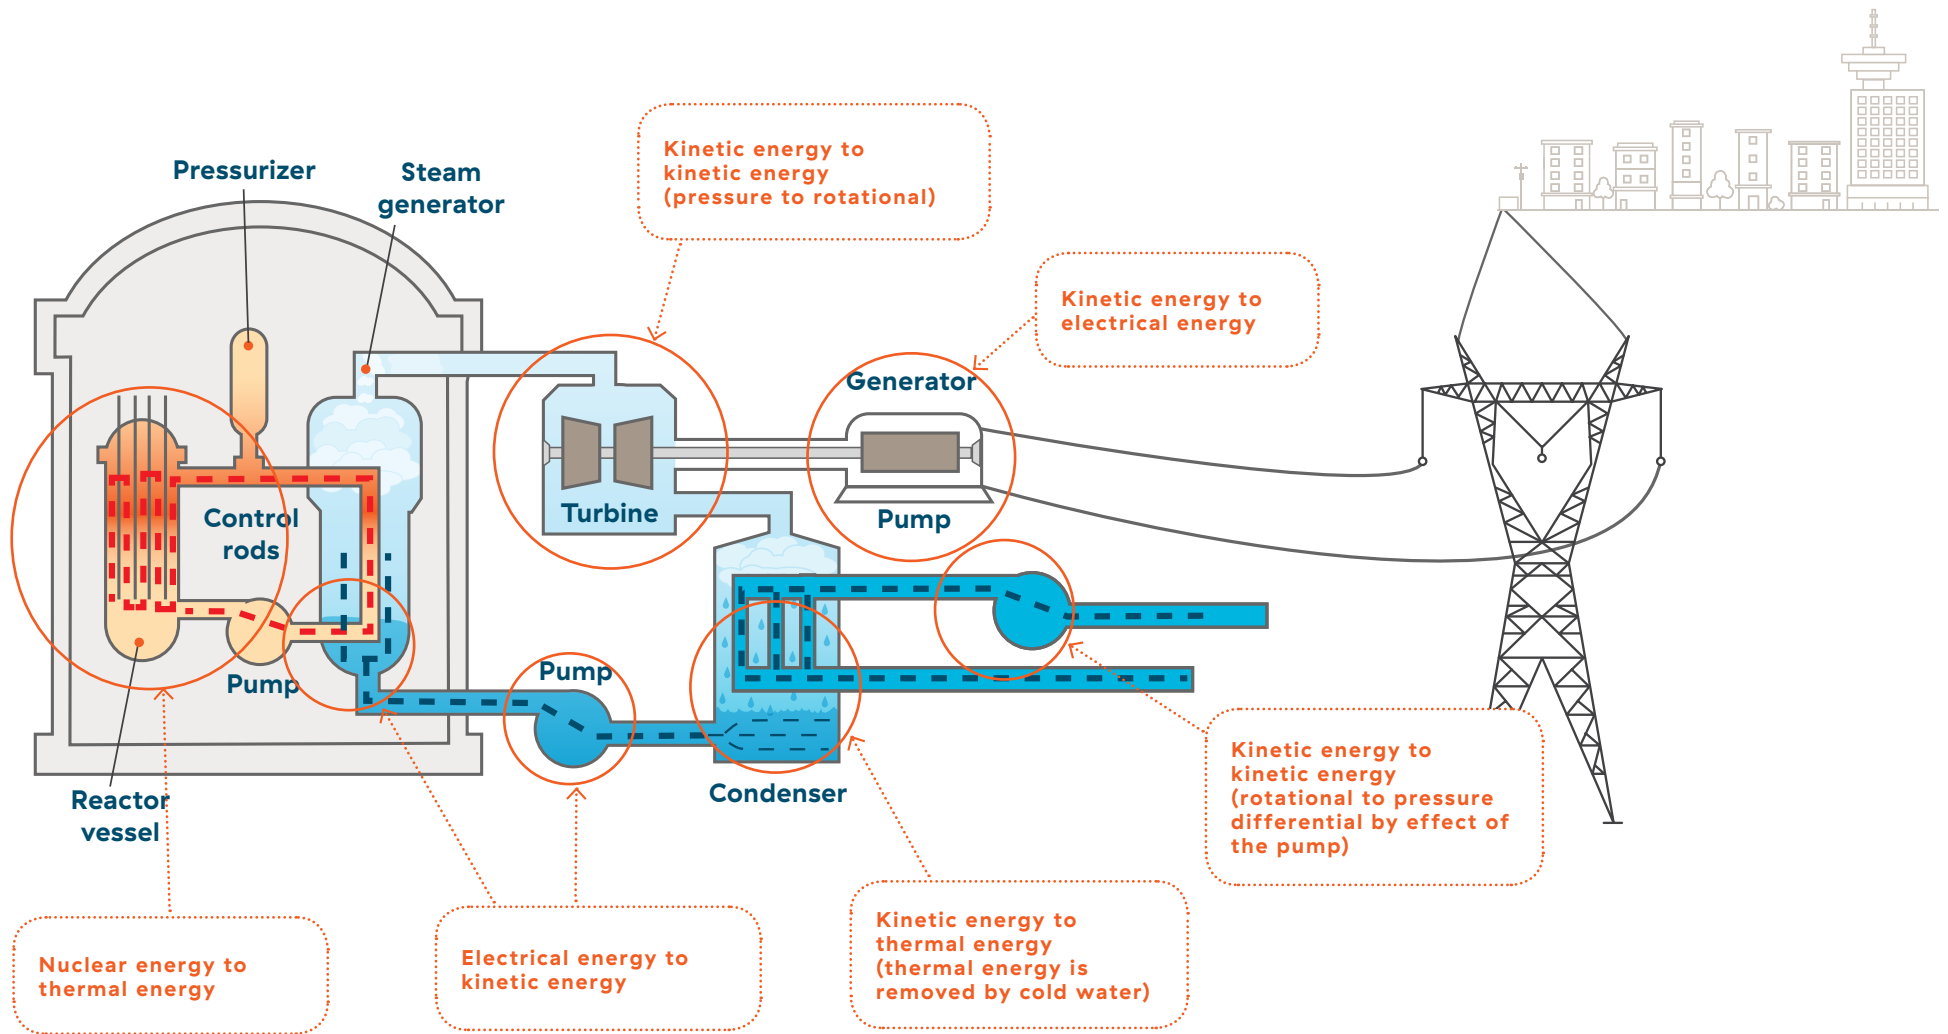 Pressurizer
Steam
generator
Kinetic energy to
kinetic energy
(pressure to rotational)
Kinetic energy to
electrical energy
Generator
Turbine
Pump
Control
rods
Pump
Pump
Condenser
Reactor
vessel
Kinetic energy to
kinetic energy
(rotational to pressure
differential by effect of
the pump)
Nuclear energy to
thermal energy
Electrical energy to
kinetic energy
Kinetic energy to
thermal energy
(thermal energy is
removed by cold water)